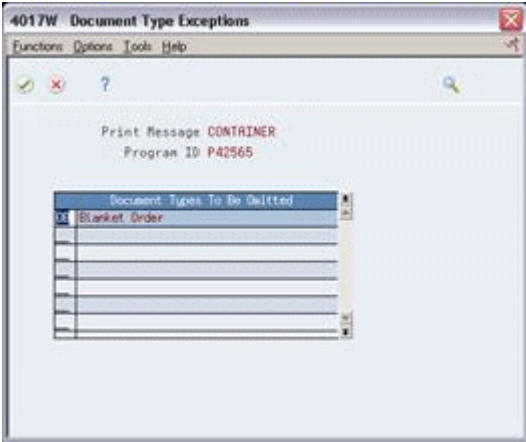 4017W Document Type Exceptions
Functions Options Tools Help
?
Print Message CONTAINER
Program ID P42565
Document Types To Be Omitted
Blanket Order